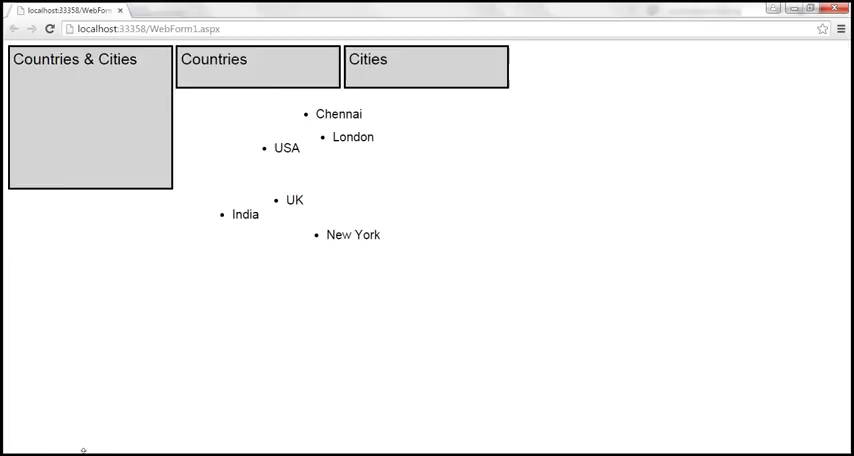 localhost:33358/WebForm
localhost:33358/WebForm1.aspx
Countries & Cities
Countries
Cities
Chennai
London
USA
UK
India
New York